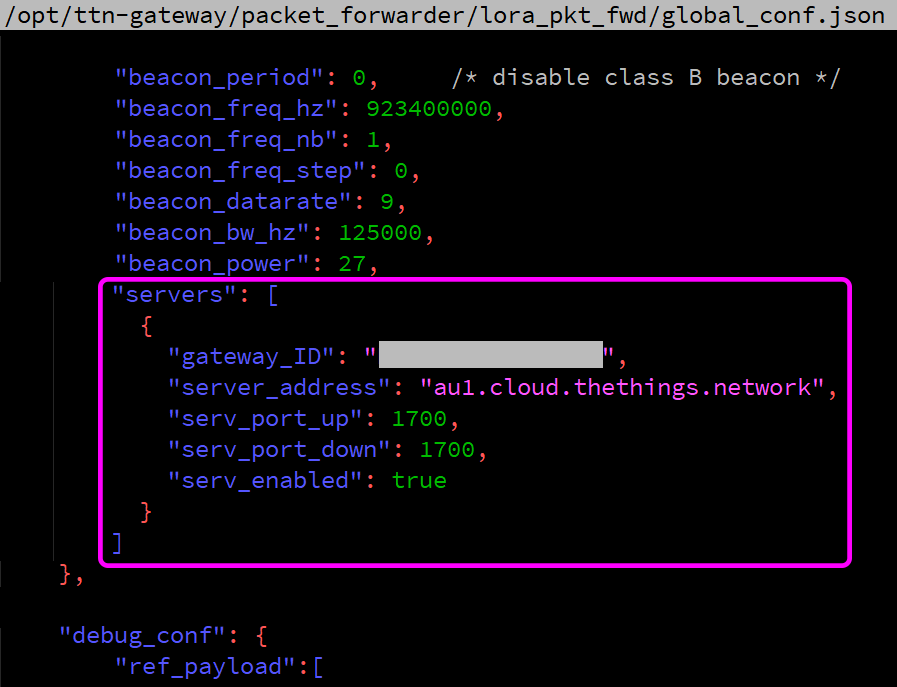 /opt/ttn-gateway/packet_forwarder/lora_pkt_fwd/global_conf.json
"beacon_period": 0,     /* disable class B beacon */
"beacon_freq_hz": 923400000,
"beacon_freq_nb": 1,
"beacon_freq_step": 0,
"beacon_datarate": 9,
"beacon_bw_hz": 125000,
"beacon_power": 27,
"servers": [
{
"gateway_ID": "",
"server_address": "au1.cloud.thethings.network",
"serv_port_up": 1700,
"serv_port_down": 1700,
"serv_enabled": true
}
]
},
"debug_conf": {
"ref_payload":[